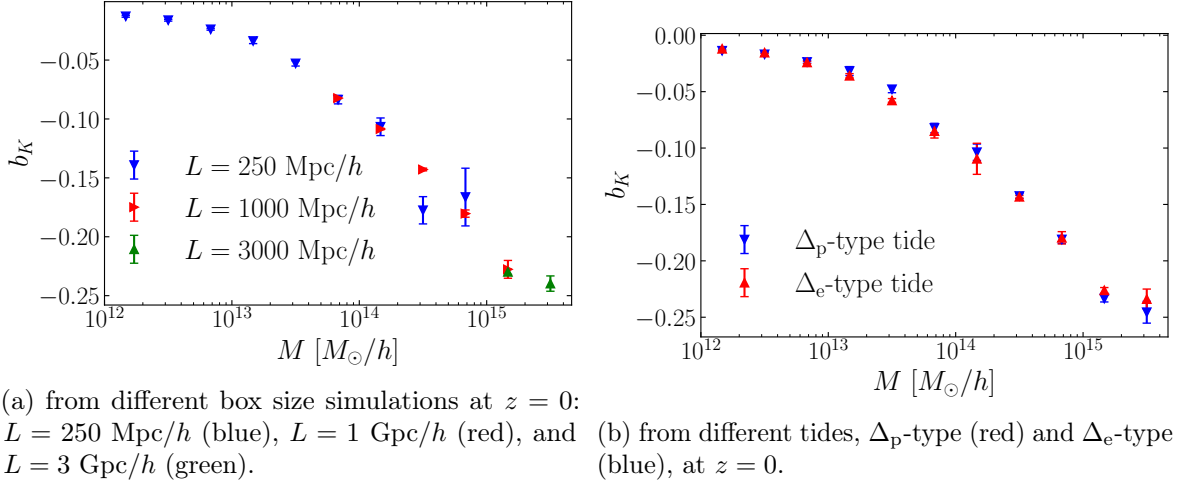 −0.05
−0.10
−0.15
−0.20
−0.25
b_K
L = 250 Mpc/h
L = 1000 Mpc/h
L = 3000 Mpc/h
10^12 10^13 10^14 10^15
M [M_⊙/h]
(a) from different box size simulations at z = 0:
L = 250 Mpc/h (blue), L = 1 Gpc/h (red), and
L = 3 Gpc/h (green).
0.00
−0.05
−0.10
−0.15
−0.20
−0.25
b_K
Δ_p-type tide
Δ_e-type tide
10^12 10^13 10^14 10^15
M [M_⊙/h]
(b) from different tides, Δ_p-type (red) and Δ_e-type
(blue), at z = 0.